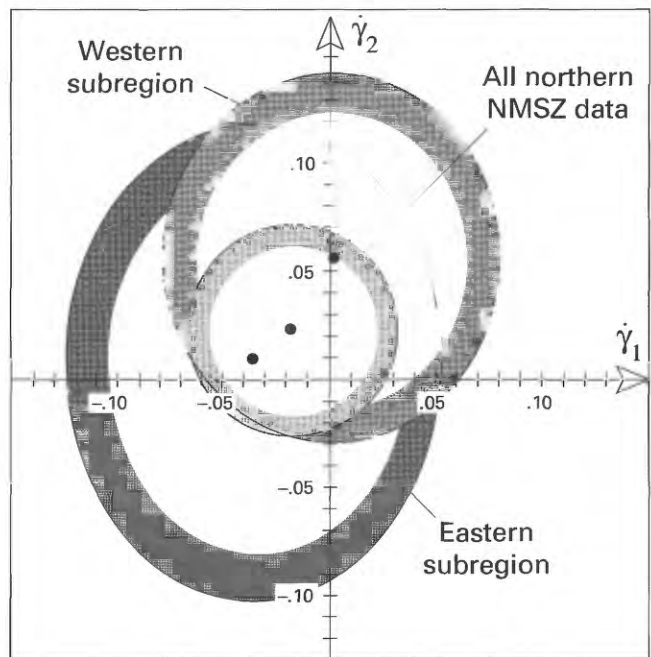 γ̇₂
Western
subregion
All northern
NMSZ data
.10
.05
γ̇₁
−.10
−.05
.05
.10
−.05
Eastern
subregion
−.10